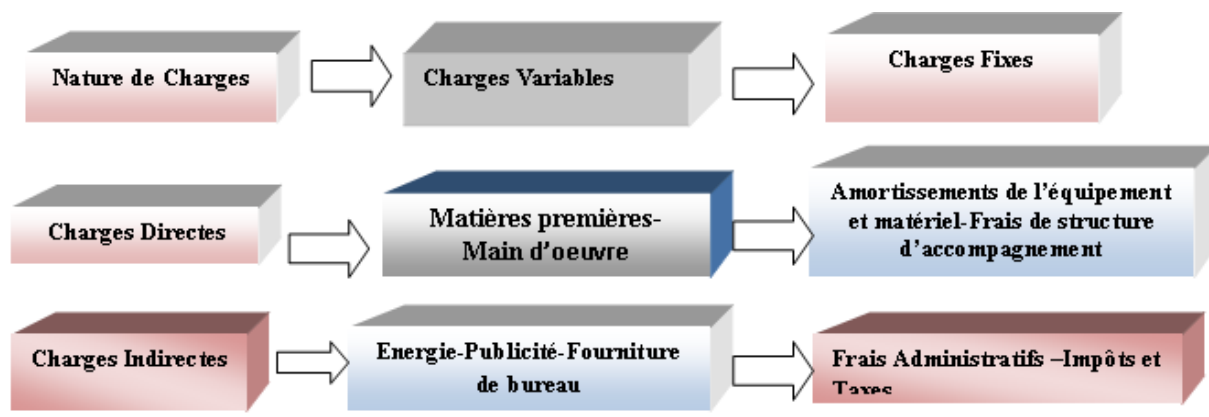 Nature de Charges
Charges Variables
Charges Fixes
Charges Directes
Matières premières-
Main d'oeuvre
Amortissements de l'équipement
et matériel-Frais de structure
d'accompagnement
Charges Indirectes
Energie-Publicité-Fourniture
de bureau
Frais Administratifs –Impôts et
Taxes